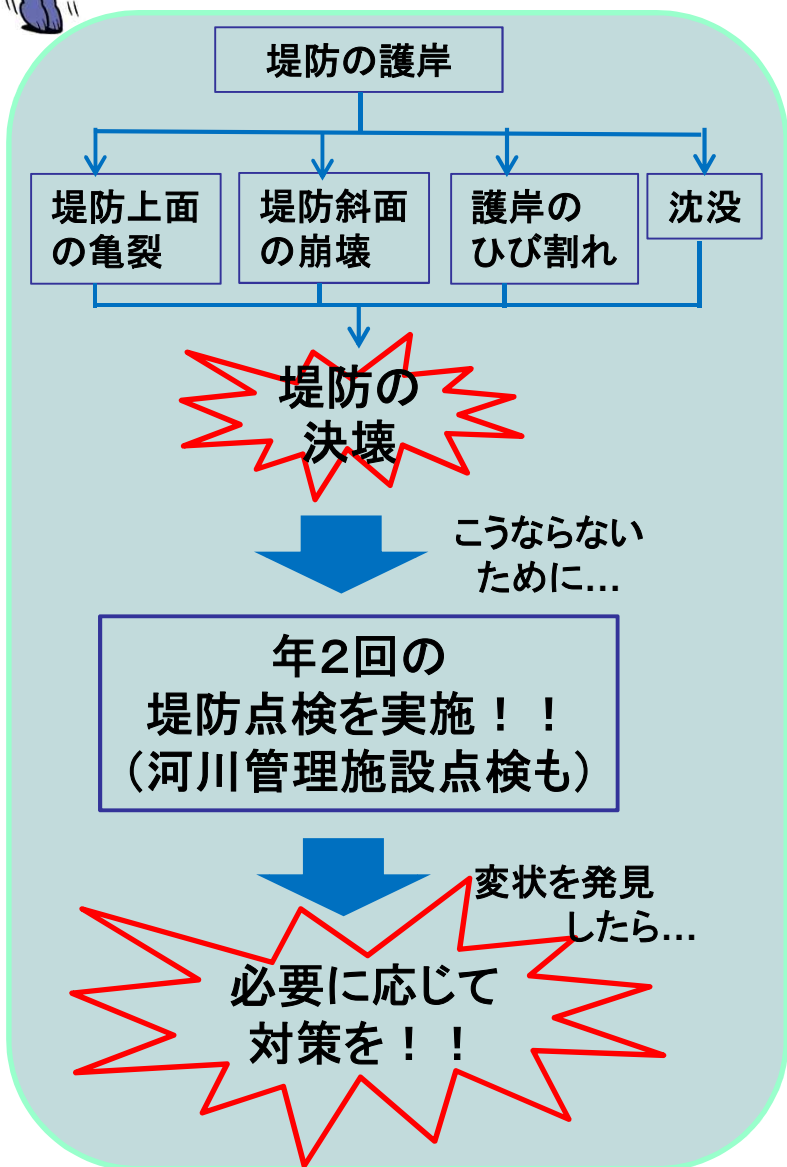 堤防の護岸
堤防上面
の亀裂
堤防斜面
の崩壊
護岸の
ひび割れ
沈没
堤防の
決壊
こうならない
ために…
年２回の
堤防点検を実施！！
（河川管理施設点検も）
変状を発見
したら…
必要に応じて
対策を！！